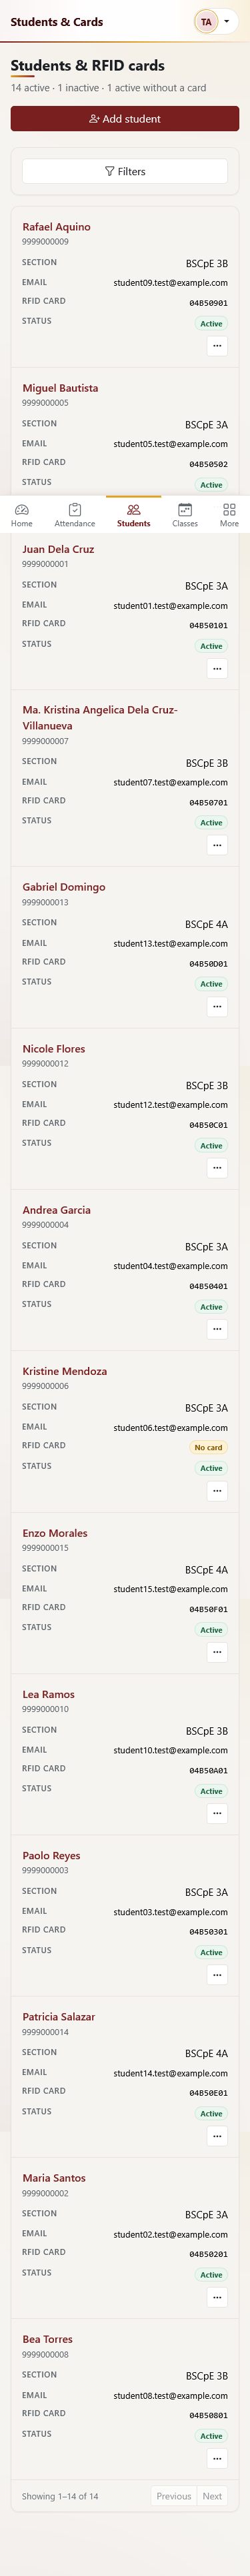 Students & Cards
TA
Students & RFID cards
14 active · 1 inactive · 1 active without a card
Add student
Filters
Rafael Aquino
9999000009
SECTION BSCpE 3B
EMAIL student09.test@example.com
RFID CARD 04B50901
STATUS Active
Miguel Bautista
9999000005
SECTION BSCpE 3A
EMAIL student05.test@example.com
RFID CARD 04B50502
STATUS Active
Home Attendance Students Classes More
Juan Dela Cruz
9999000001
SECTION BSCpE 3A
EMAIL student01.test@example.com
RFID CARD 04B50101
STATUS Active
Ma. Kristina Angelica Dela Cruz-
Villanueva
9999000007
SECTION BSCpE 3B
EMAIL student07.test@example.com
RFID CARD 04B50701
STATUS Active
Gabriel Domingo
9999000013
SECTION BSCpE 4A
EMAIL student13.test@example.com
RFID CARD 04B50D01
STATUS Active
Nicole Flores
9999000012
SECTION BSCpE 3B
EMAIL student12.test@example.com
RFID CARD 04B50C01
STATUS Active
Andrea Garcia
9999000004
SECTION BSCpE 3A
EMAIL student04.test@example.com
RFID CARD 04B50401
STATUS Active
Kristine Mendoza
9999000006
SECTION BSCpE 3A
EMAIL student06.test@example.com
RFID CARD No card
STATUS Active
Enzo Morales
9999000015
SECTION BSCpE 4A
EMAIL student15.test@example.com
RFID CARD 04B50F01
STATUS Active
Lea Ramos
9999000010
SECTION BSCpE 3B
EMAIL student10.test@example.com
RFID CARD 04B50A01
STATUS Active
Paolo Reyes
9999000003
SECTION BSCpE 3A
EMAIL student03.test@example.com
RFID CARD 04B50301
STATUS Active
Patricia Salazar
9999000014
SECTION BSCpE 4A
EMAIL student14.test@example.com
RFID CARD 04B50E01
STATUS Active
Maria Santos
9999000002
SECTION BSCpE 3A
EMAIL student02.test@example.com
RFID CARD 04B50201
STATUS Active
Bea Torres
9999000008
SECTION BSCpE 3B
EMAIL student08.test@example.com
RFID CARD 04B50801
STATUS Active
Showing 1–14 of 14 Previous Next